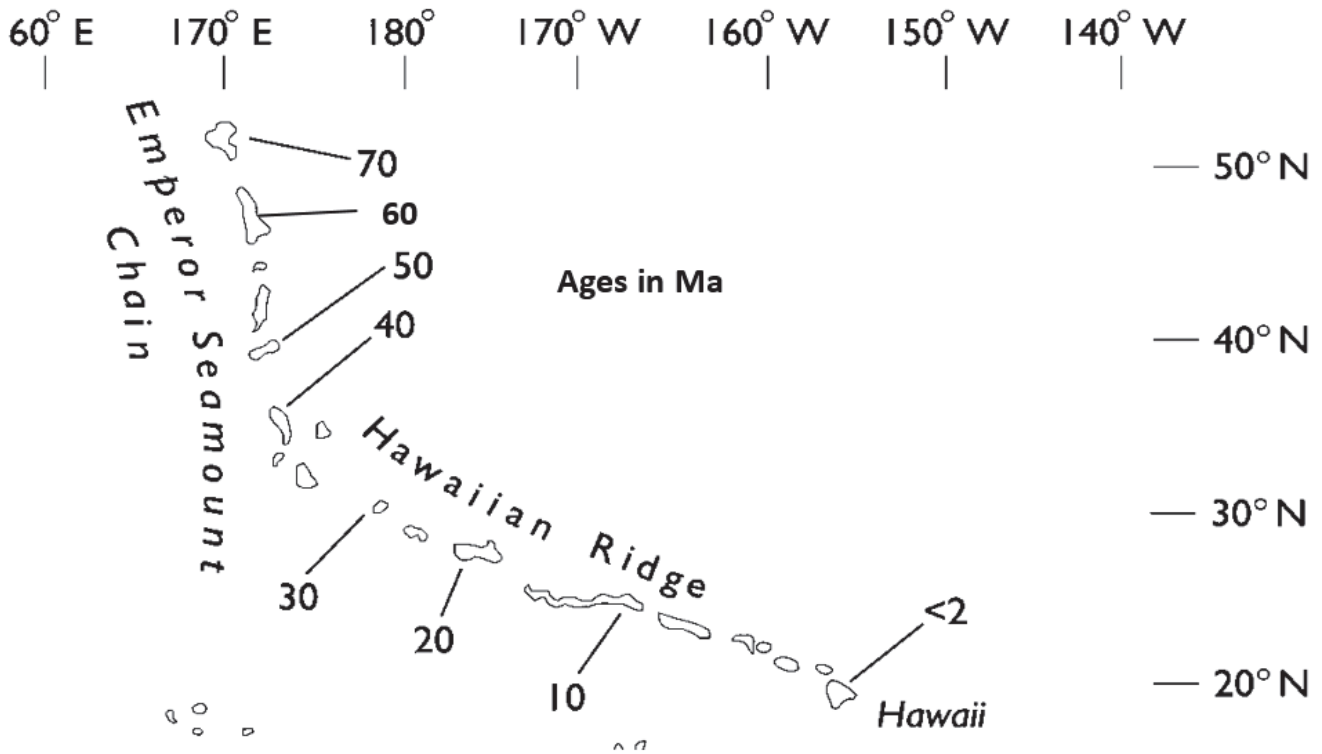 60° E 170° E 180° 170° W 160° W 150° W 140° W
Emperor Seamount
Chain
70
50° N
60
50
Ages in Ma
40
40° N
Hawaiian Ridge
30° N
30
20
<2
10
20° N
Hawaii